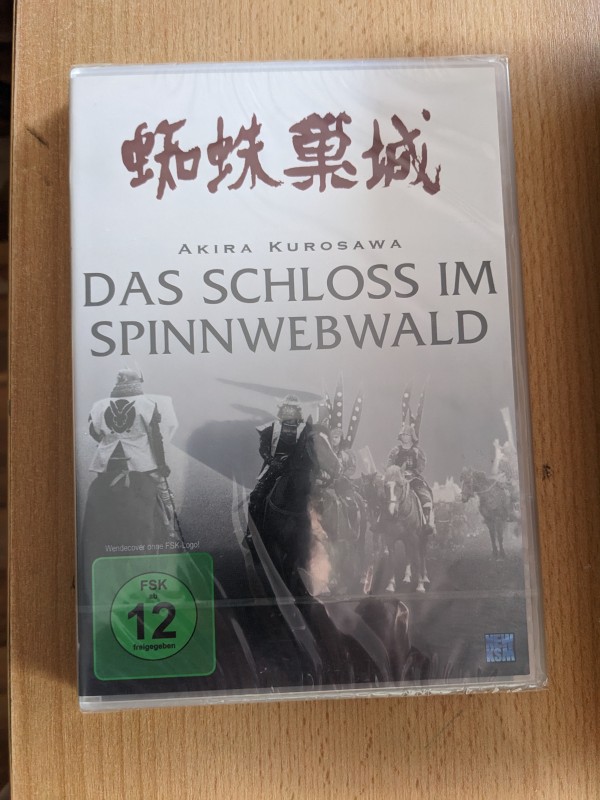 蜘蛛巣城
AKIRA KUROSAWA
DAS SCHLOSS IM
SPINNWEBWALD
Wendecover ohne FSK-Logo!
FSK
ab
12
freigegeben
NEW
KSM